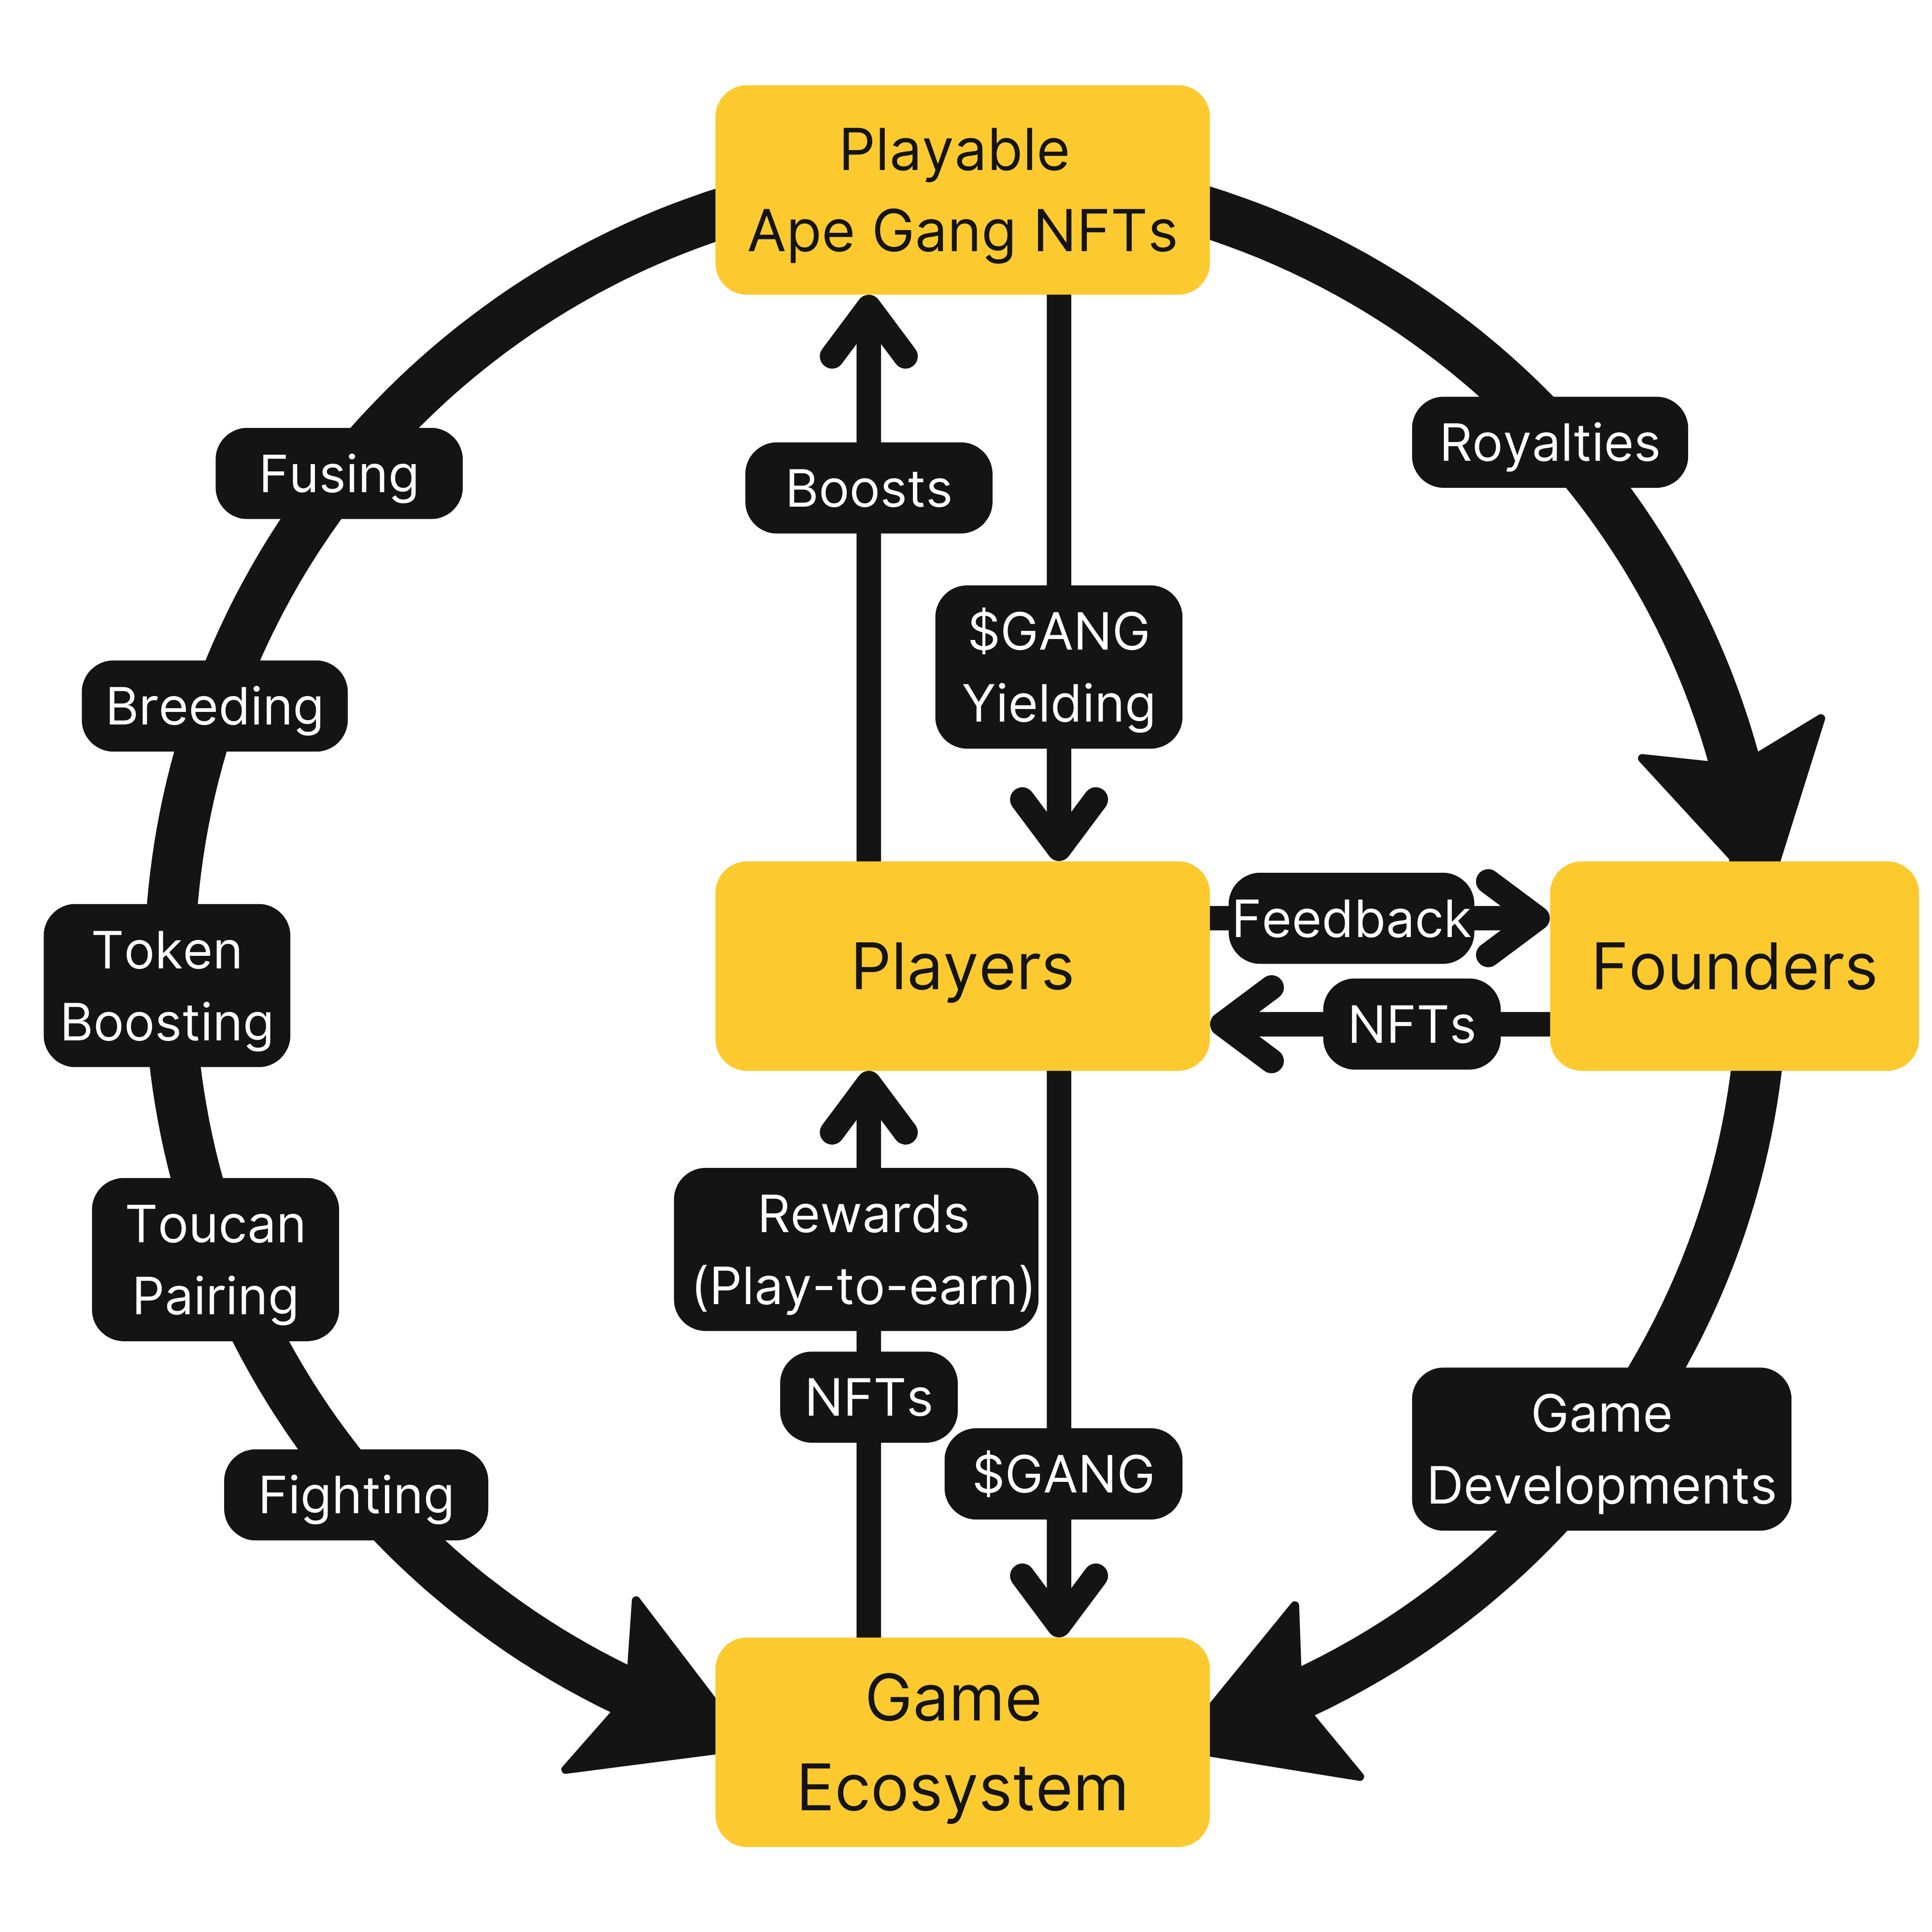 Playable
Ape Gang NFTs
Royalties
Fusing
Boosts
$GANG
Yielding
Breeding
Feedback
Token
Boosting
Players
Founders
NFTs
Toucan
Pairing
Rewards
(Play-to-earn)
NFTs
Game
Developments
$GANG
Fighting
Game
Ecosystem